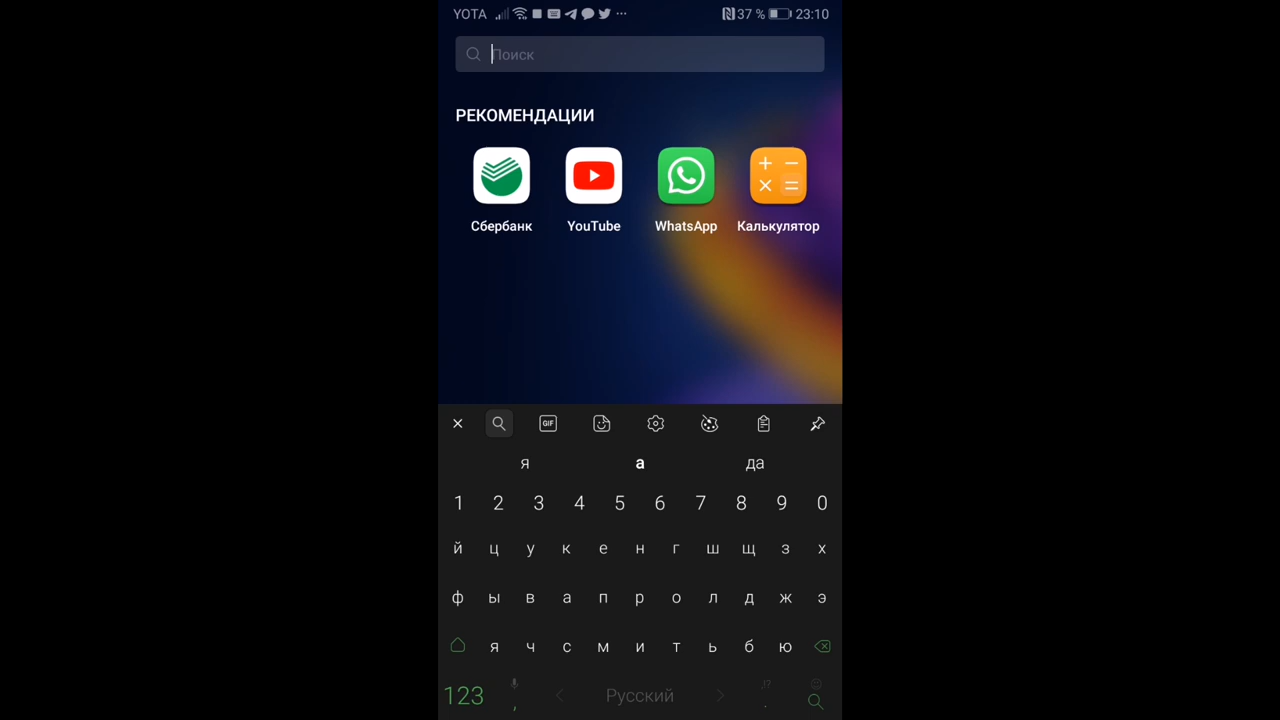 YOTA 37 % 23:10
Поиск
РЕКОМЕНДАЦИИ
Сбербанк YouTube WhatsApp Калькулятор
GIF
я а да
1 2 3 4 5 6 7 8 9 0
й ц у к е н г ш щ з х
ф ы в а п р о л д ж э
я ч с м и т ь б ю
123 , Русский .,!?